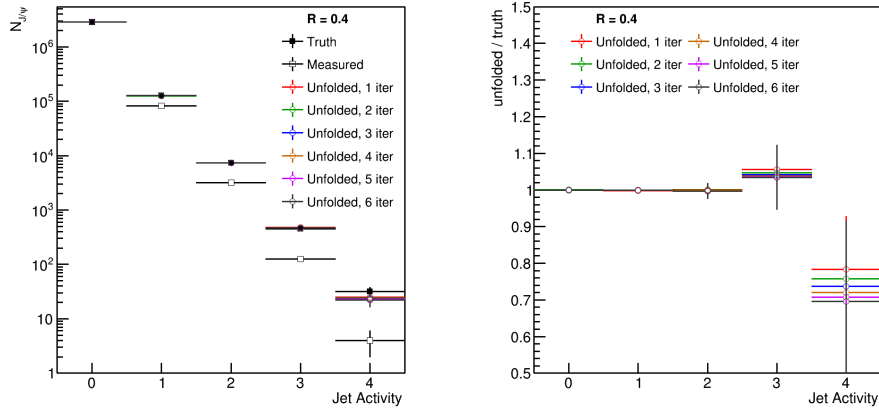 N_{J/ψ}
R = 0.4
Truth
Measured
Unfolded, 1 iter
Unfolded, 2 iter
Unfolded, 3 iter
Unfolded, 4 iter
Unfolded, 5 iter
Unfolded, 6 iter
10^6
10^5
10^4
10^3
10^2
10
1
0 1 2 3 4
Jet Activity
unfolded / truth
R = 0.4
Unfolded, 1 iter Unfolded, 4 iter
Unfolded, 2 iter Unfolded, 5 iter
Unfolded, 3 iter Unfolded, 6 iter
1.5
1.4
1.3
1.2
1.1
1
0.9
0.8
0.7
0.6
0.5
0 1 2 3 4
Jet Activity